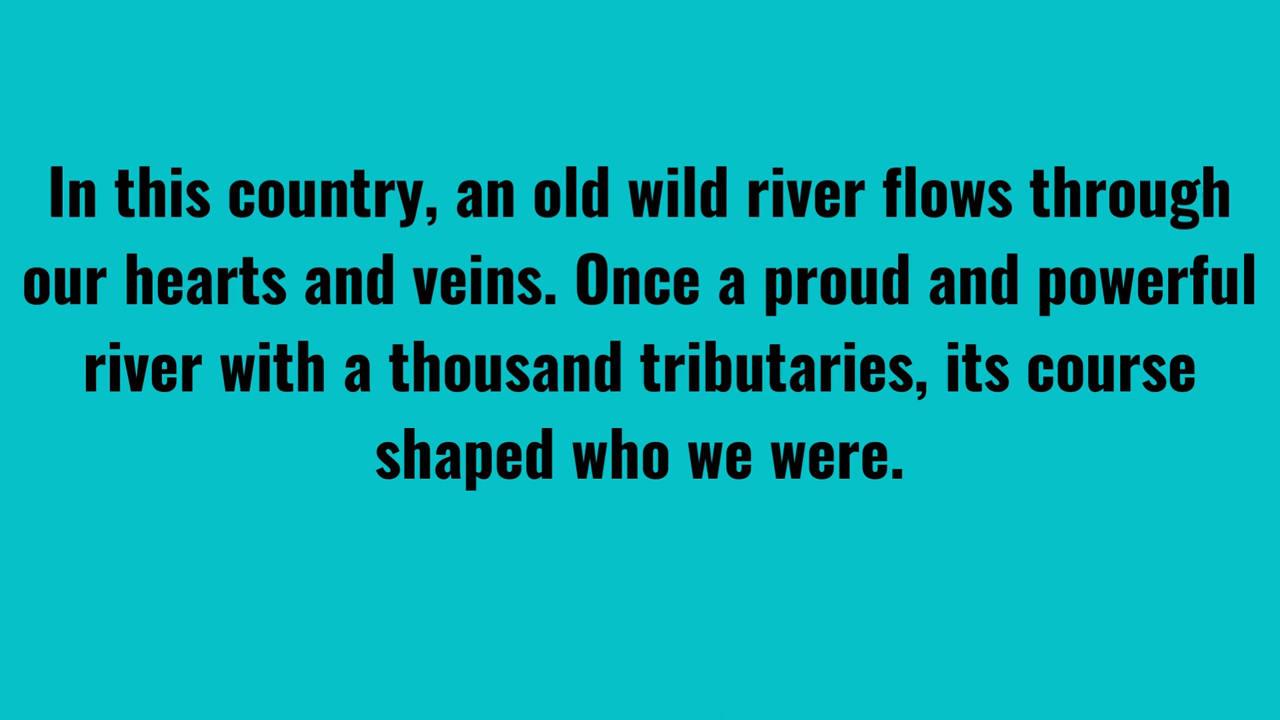 In this country, an old wild river flows through
our hearts and veins. Once a proud and powerful
river with a thousand tributaries, its course
shaped who we were.